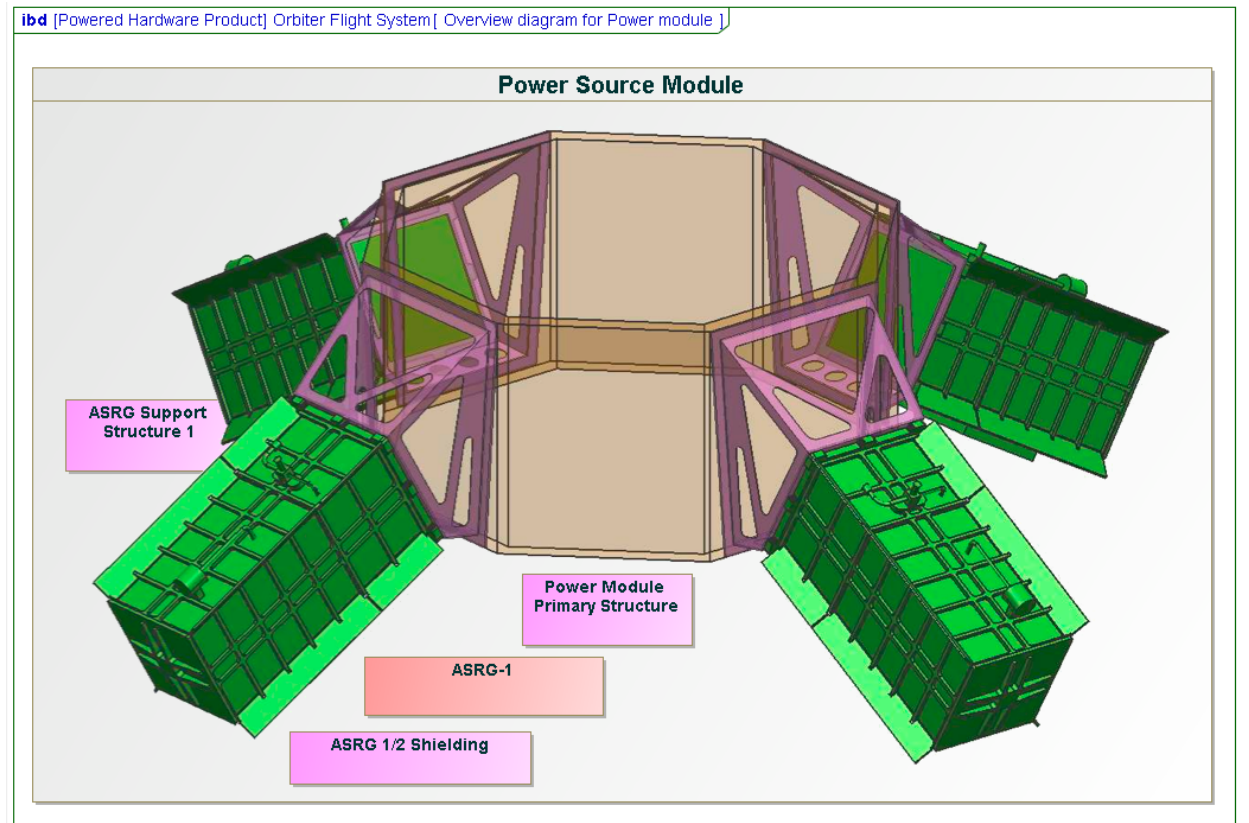 ibd [Powered Hardware Product] Orbiter Flight System[ Overview diagram for Power module ]
Power Source Module
ASRG Support
Structure 1
Power Module
Primary Structure
ASRG-1
ASRG 1/2 Shielding